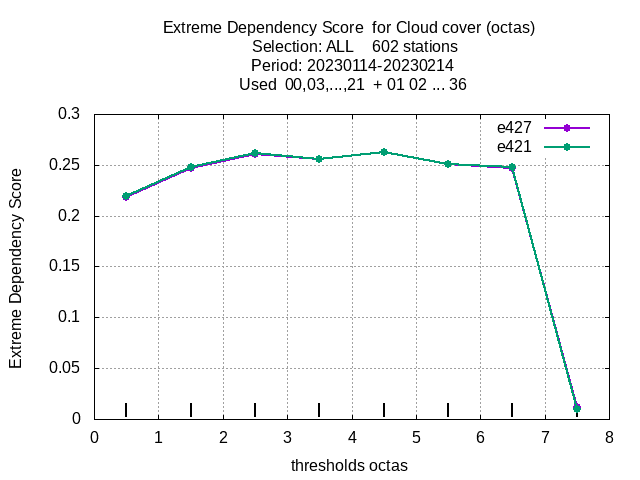 Extreme Dependency Score  for Cloud cover (octas)
Selection: ALL    602 stations
Period: 20230114-20230214
Used  00,03,...,21  + 01 02 ... 36
e427
e421
0.3
0.25
0.2
0.15
0.1
0.05
0
Extreme Dependency Score
0 1 2 3 4 5 6 7 8
thresholds octas